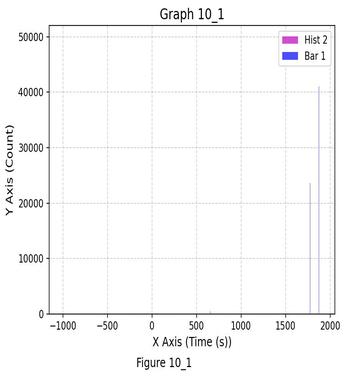 Graph 10_1
50000
40000
30000
20000
10000
0
Y Axis (Count)
Hist 2
Bar 1
-1000 -500 0 500 1000 1500 2000
X Axis (Time (s))
Figure 10_1